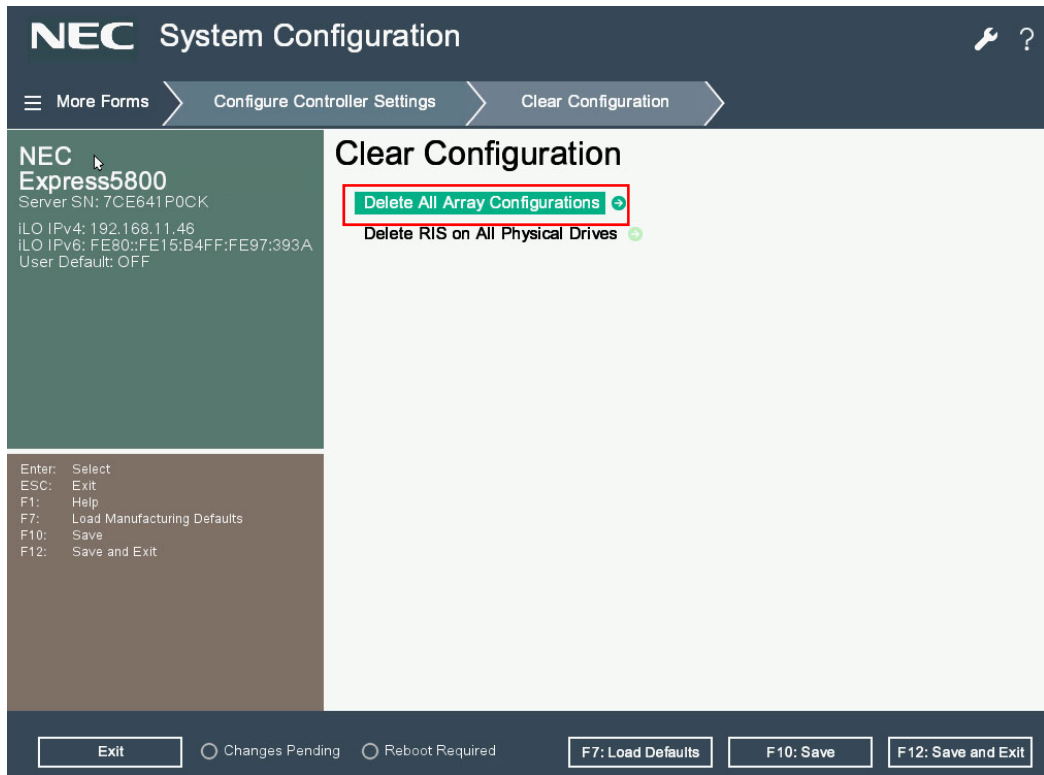 NEC System Configuration
?
More Forms
Configure Controller Settings
Clear Configuration
NEC
Express5800
Server SN: 7CE641P0CK
iLO IPv4: 192.168.11.46
iLO IPv6: FE80::FE15:B4FF:FE97:393A
User Default: OFF
Clear Configuration
Delete All Array Configurations
Delete RIS on All Physical Drives
Enter: Select
ESC: Exit
F1: Help
F7: Load Manufacturing Defaults
F10: Save
F12: Save and Exit
Exit
Changes Pending
Reboot Required
F7: Load Defaults
F10: Save
F12: Save and Exit